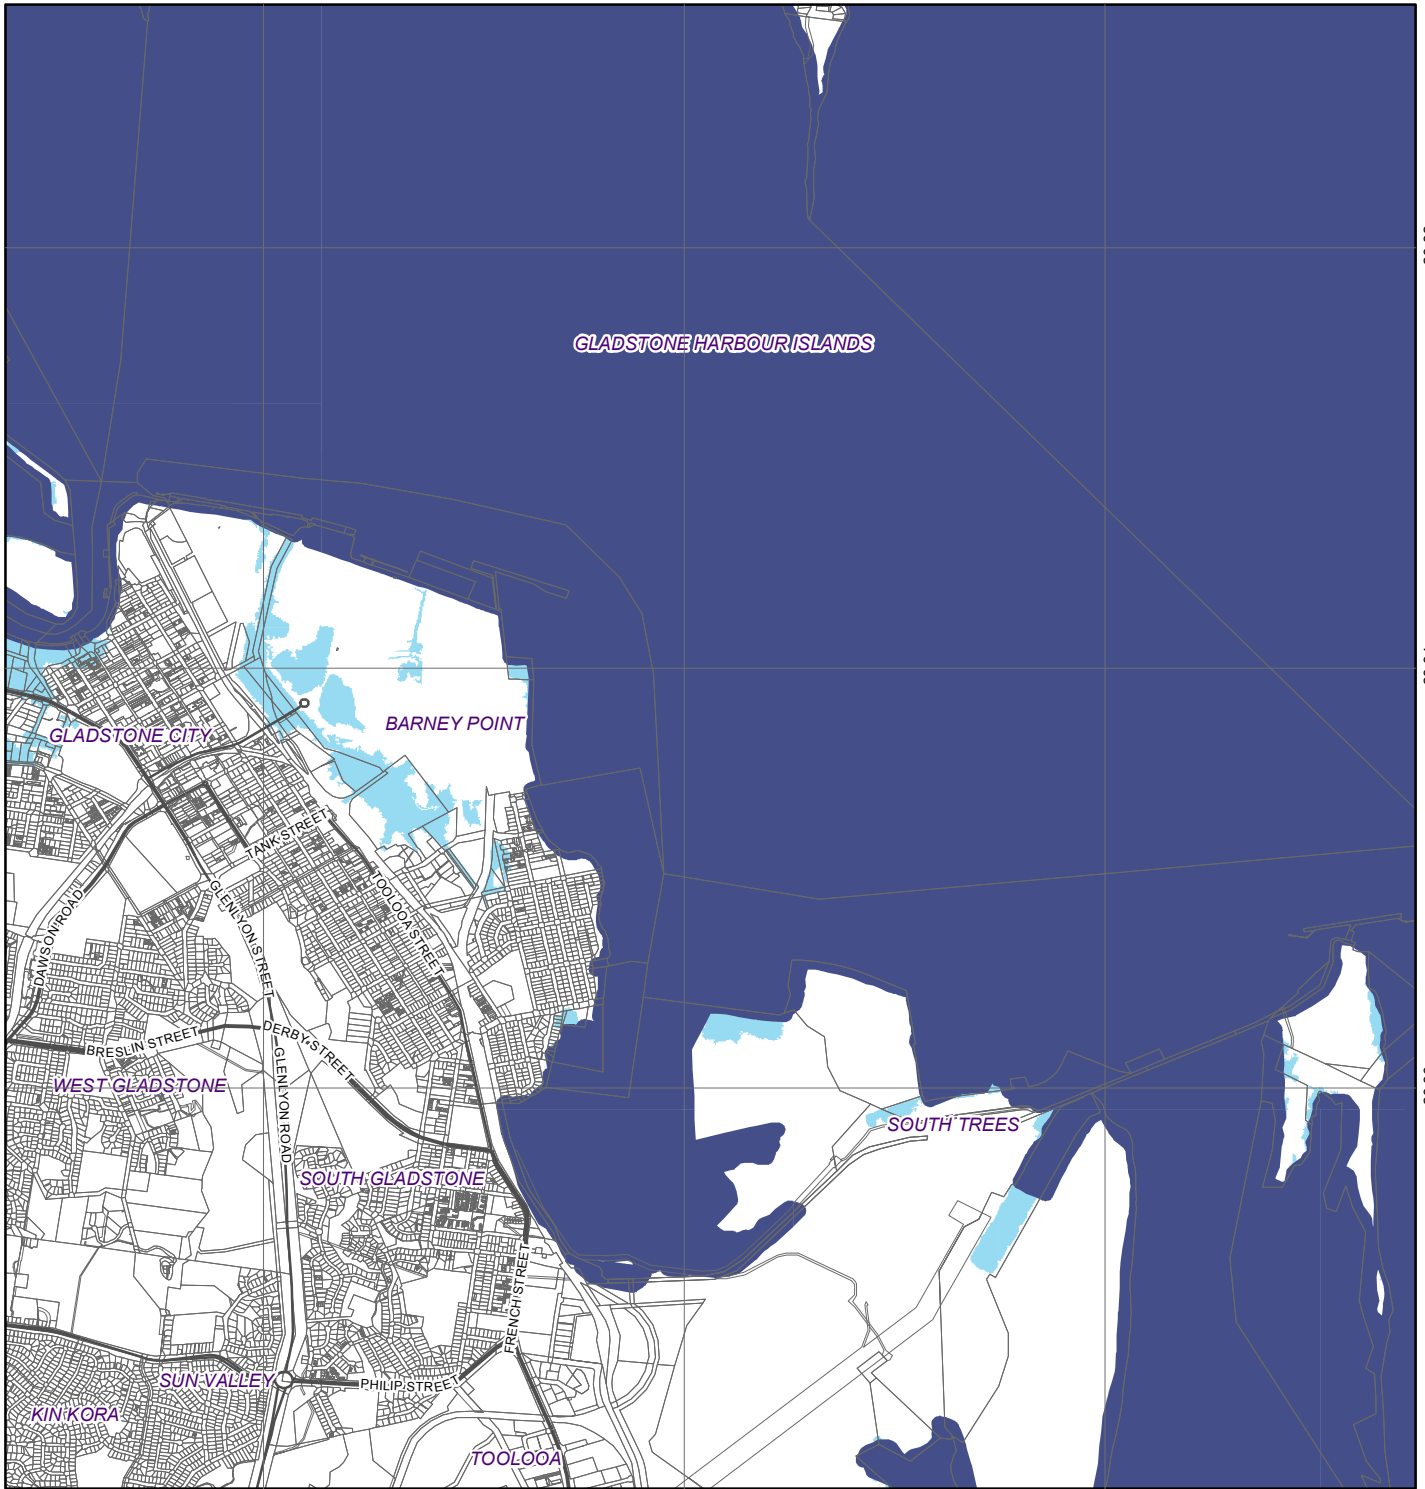 GLADSTONE HARBOUR ISLANDS
BARNEY POINT
GLADSTONE CITY
TANK STREET
TOOLOOA STREET
GLENLYON STREET
DAWSON ROAD
DERBY STREET
BRESLIN STREET
GLENLYON ROAD
WEST GLADSTONE
SOUTH TREES
SOUTH GLADSTONE
FRENCH STREET
SUN VALLEY
PHILIP STREET
KIN KORA
TOOLOOA